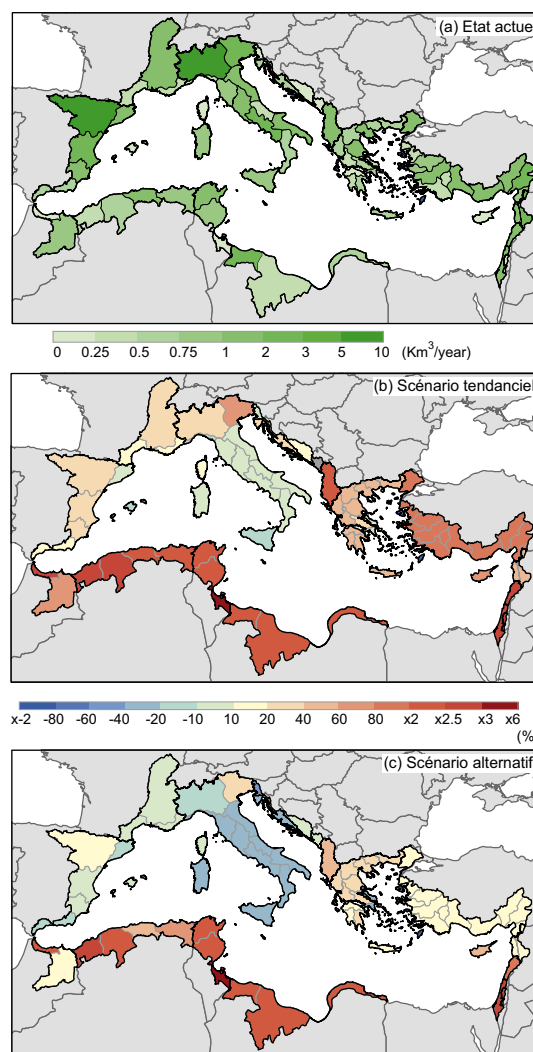 (a) Etat actuel
0 0.25 0.5 0.75 1 2 3 5 10 (Km³/year)
(b) Scénario tendanciel
x-2 -80 -60 -40 -20 -10 10 20 40 60 80 x2 x2.5 x3 x6
(%
(c) Scénario alternatif